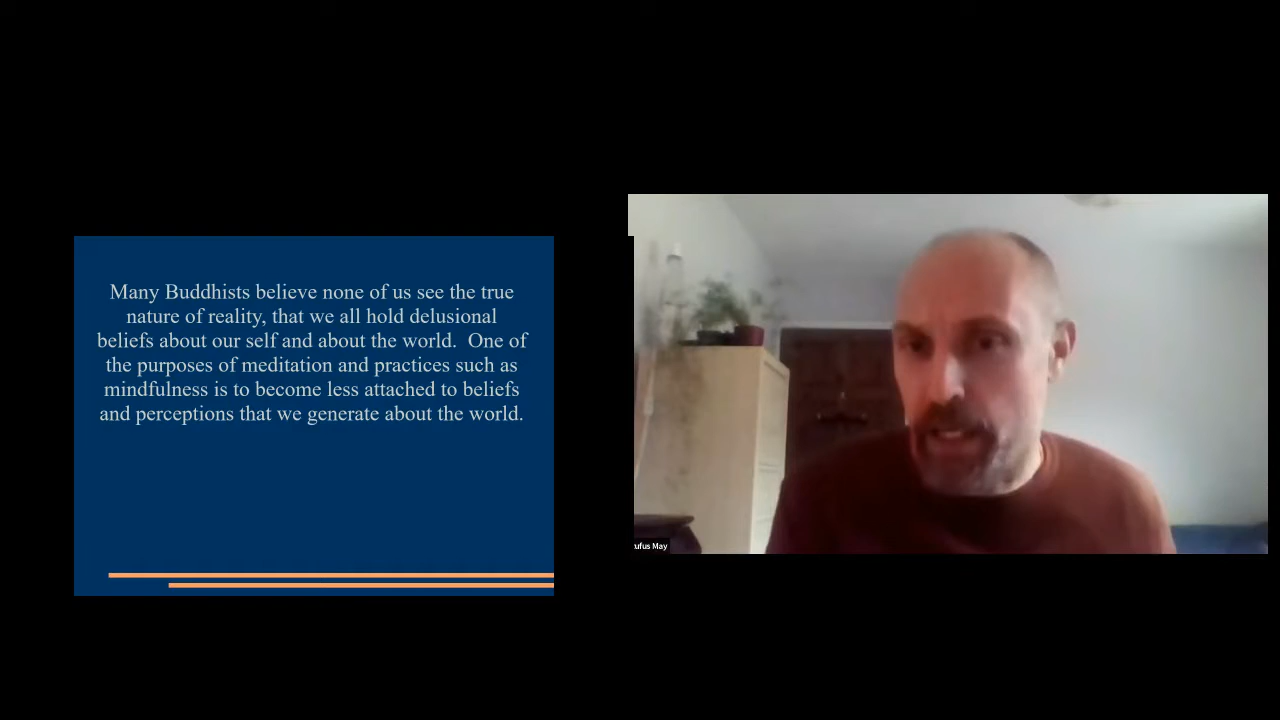 Many Buddhists believe none of us see the true
nature of reality, that we all hold delusional
beliefs about our self and about the world.  One of
the purposes of meditation and practices such as
mindfulness is to become less attached to beliefs
and perceptions that we generate about the world.
ufus May